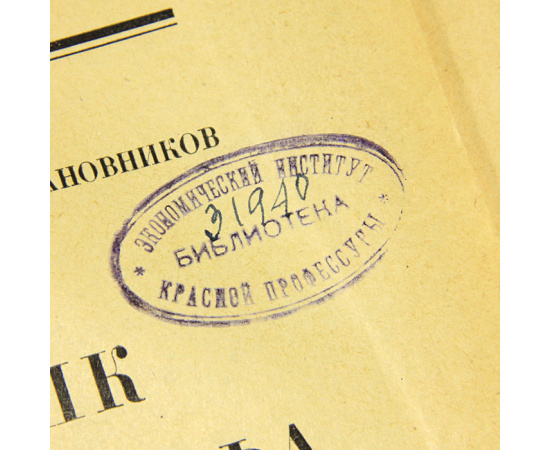 АНОВНИКОВ
ЭКОНОМИЧЕСКИЙ ИНСТИТУТ
31940
БИБЛИОТЕКА
* КРАСНОЙ ПРОФЕССУРЫ *
ИК